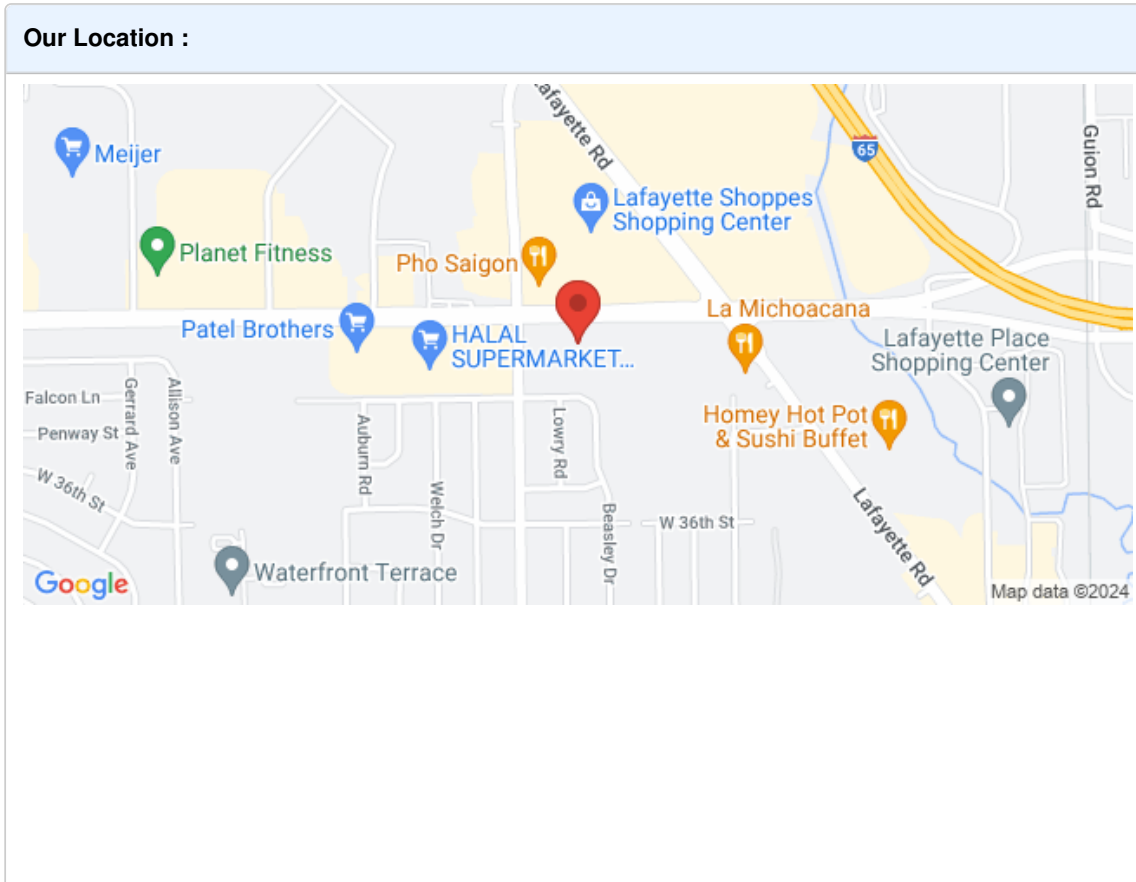 Our Location :
Lafayette Rd
65
Guion Rd
Meijer
Lafayette Shoppes
Shopping Center
Planet Fitness
Pho Saigon
La Michoacana
Patel Brothers
HALAL
SUPERMARKET...
Lafayette Place
Shopping Center
Falcon Ln
Gerrard Ave
Allison Ave
Penway St
Auburn Rd
Lowry Rd
Homey Hot Pot
& Sushi Buffet
W 36th St
Welch Dr
Beasley Dr
W 36th St
Lafayette Rd
Waterfront Terrace
Google
Map data ©2024